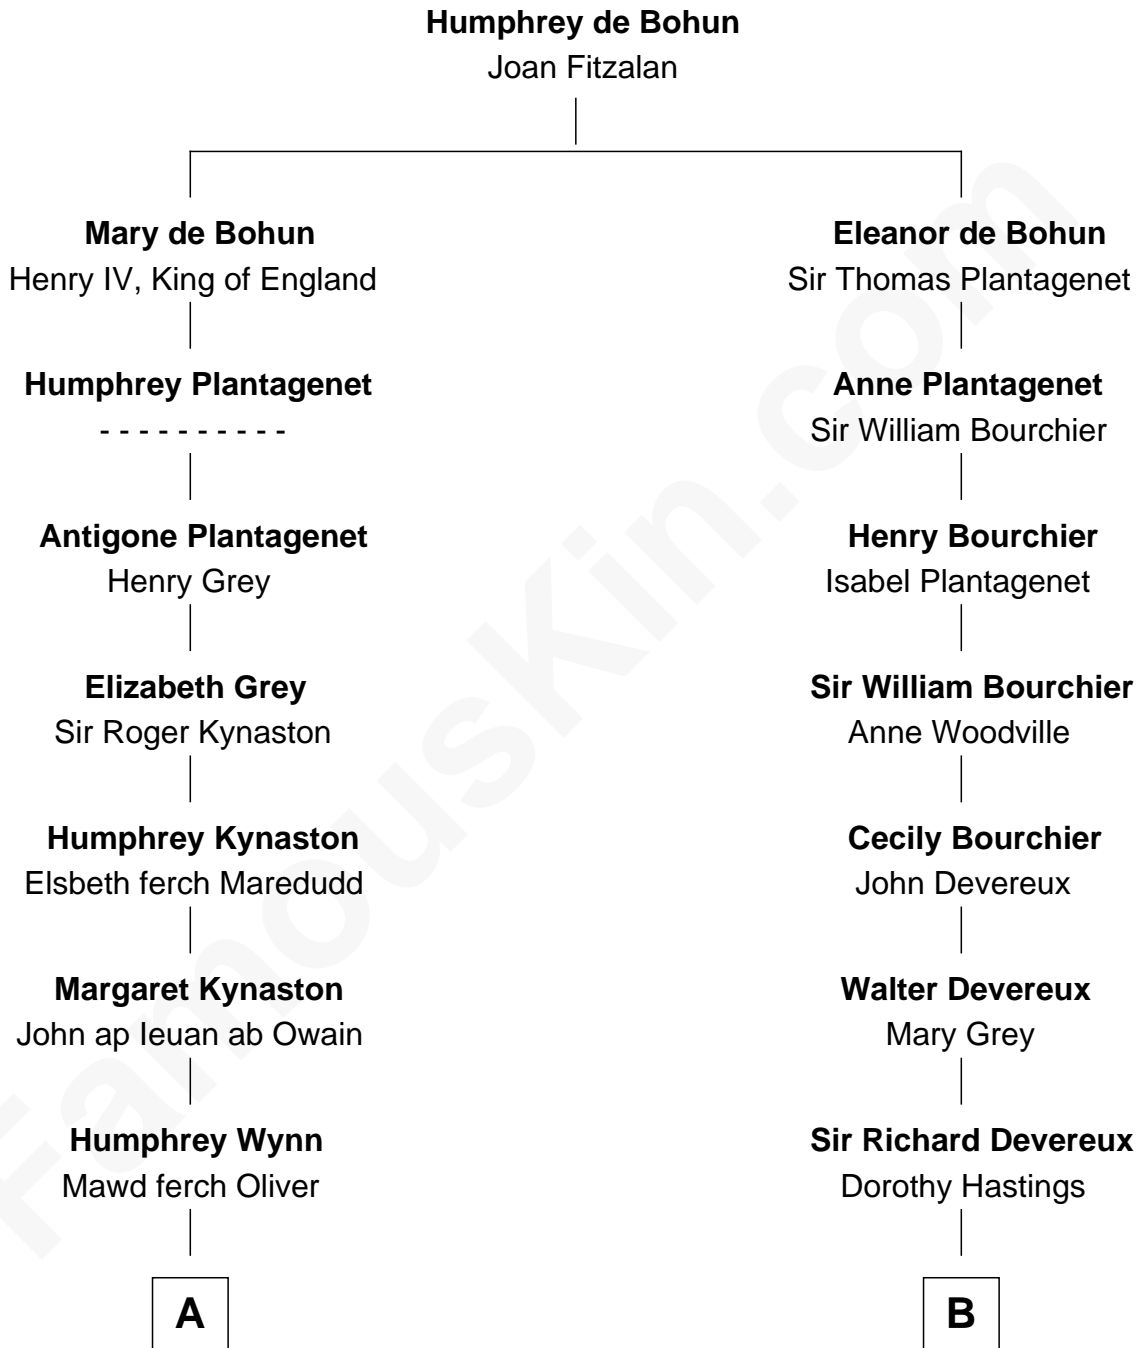 Humphrey de Bohun
Joan Fitzalan
Mary de Bohun
Henry IV, King of England
Eleanor de Bohun
Sir Thomas Plantagenet
Humphrey Plantagenet
- - - - - - - - - -
Anne Plantagenet
Sir William Bourchier
Antigone Plantagenet
Henry Grey
Henry Bourchier
Isabel Plantagenet
Elizabeth Grey
Sir Roger Kynaston
Sir William Bourchier
Anne Woodville
Humphrey Kynaston
Elsbeth ferch Maredudd
Cecily Bourchier
John Devereux
Margaret Kynaston
John ap Ieuan ab Owain
Walter Devereux
Mary Grey
Humphrey Wynn
Mawd ferch Oliver
Sir Richard Devereux
Dorothy Hastings
A
B
FamousKin.com